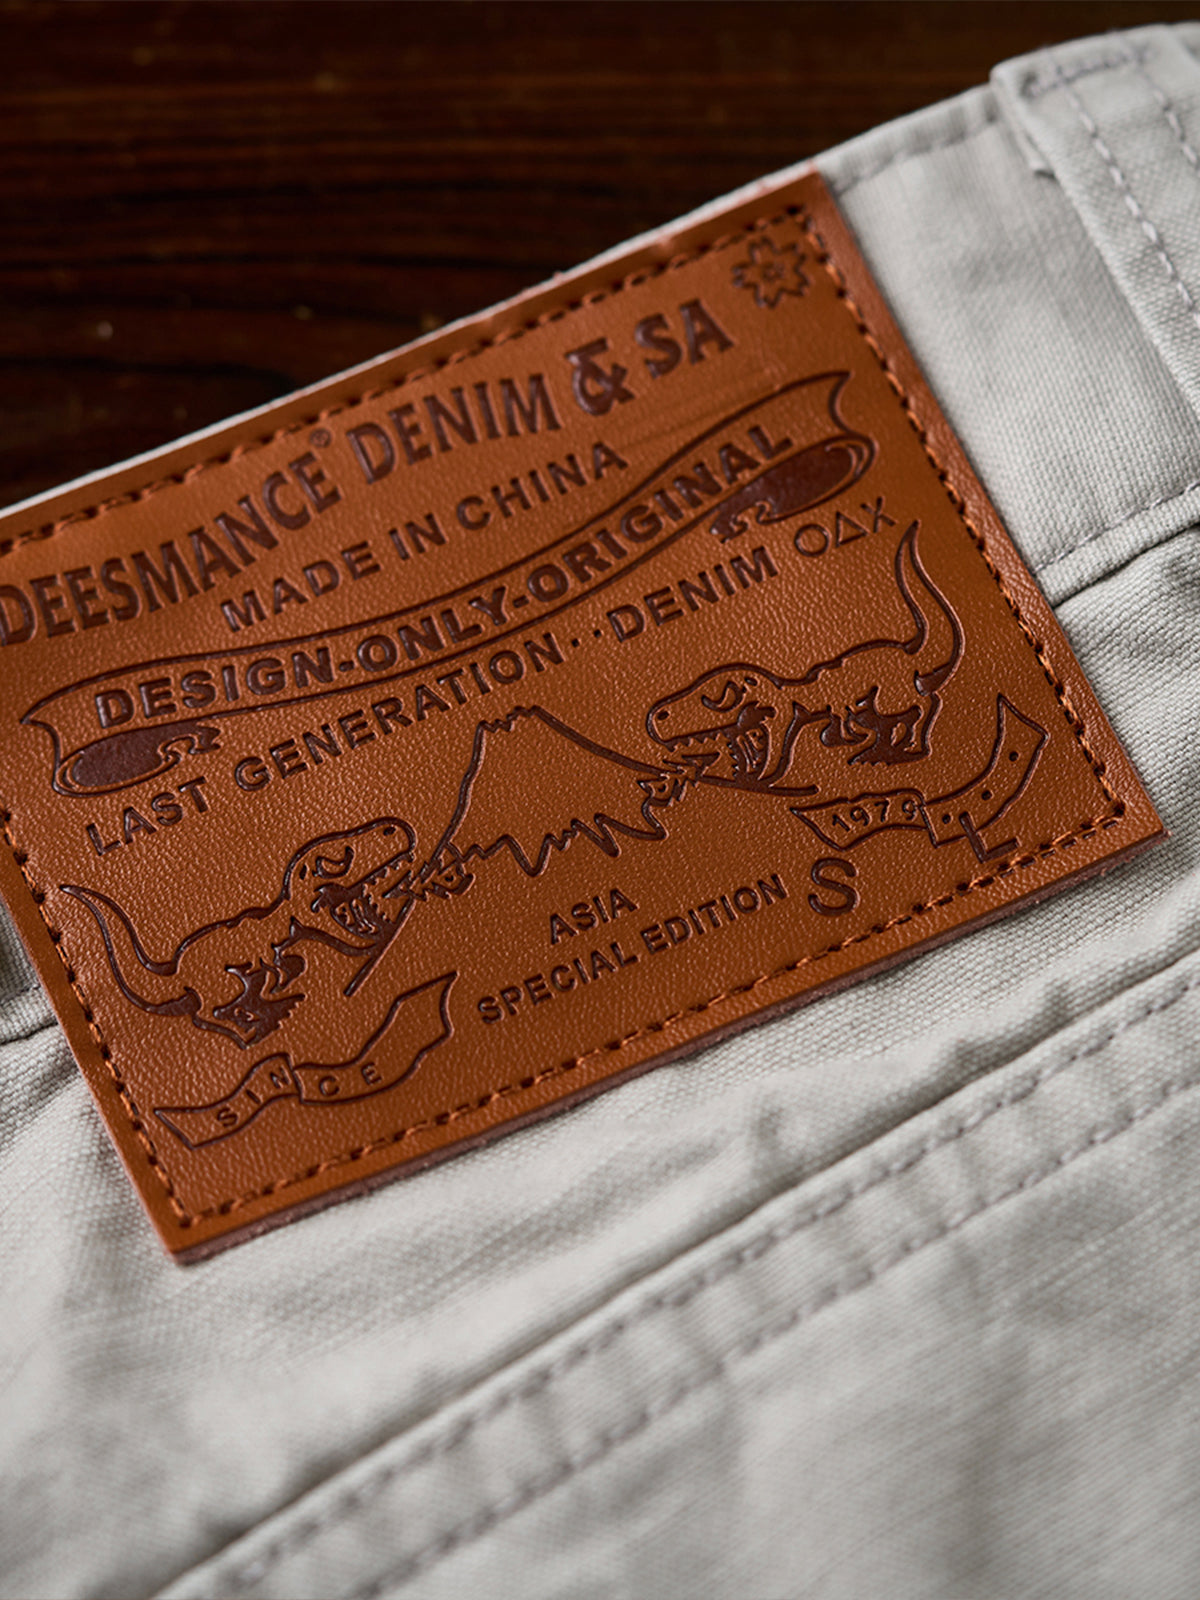 DEESMANCE® DENIM & SA
MADE IN CHINA
DESIGN-ONLY-ORIGINAL
LAST GENERATION··DENIM O△X
1979
S L
ASIA
SPECIAL EDITION
SINCE